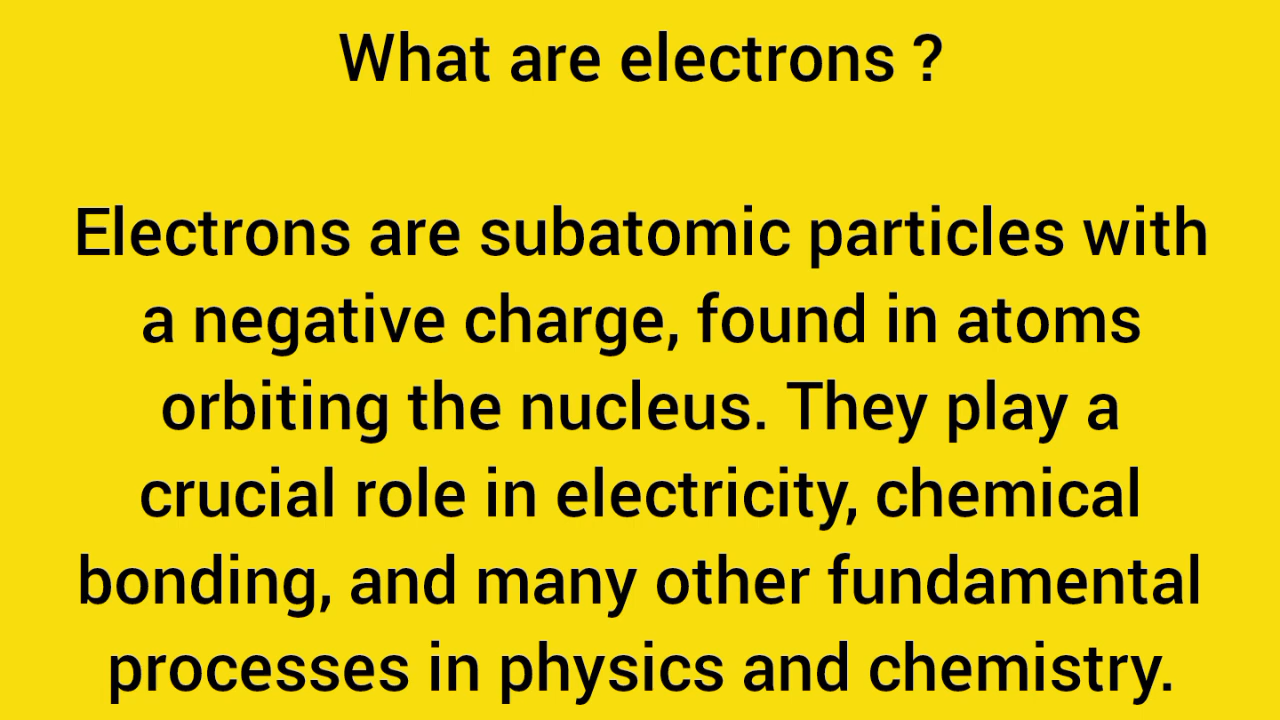 What are electrons ?
Electrons are subatomic particles with
a negative charge, found in atoms
orbiting the nucleus. They play a
crucial role in electricity, chemical
bonding, and many other fundamental
processes in physics and chemistry.